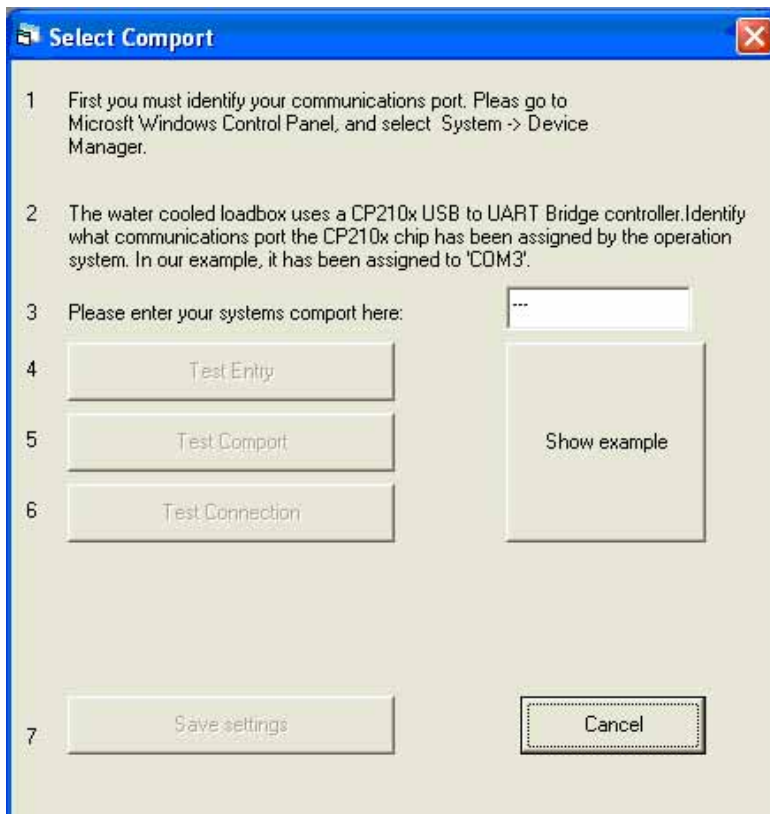 Select Comport
1 First you must identify your communications port. Pleas go to
Microsft Windows Control Panel, and select System -> Device
Manager.
2 The water cooled loadbox uses a CP210x USB to UART Bridge controller.Identify
what communications port the CP210x chip has been assigned by the operation
system. In our example, it has been assigned to 'COM3'.
3 Please enter your systems comport here: ---
4 Test Entry
5 Test Comport
Show example
6 Test Connection
7 Save settings
Cancel